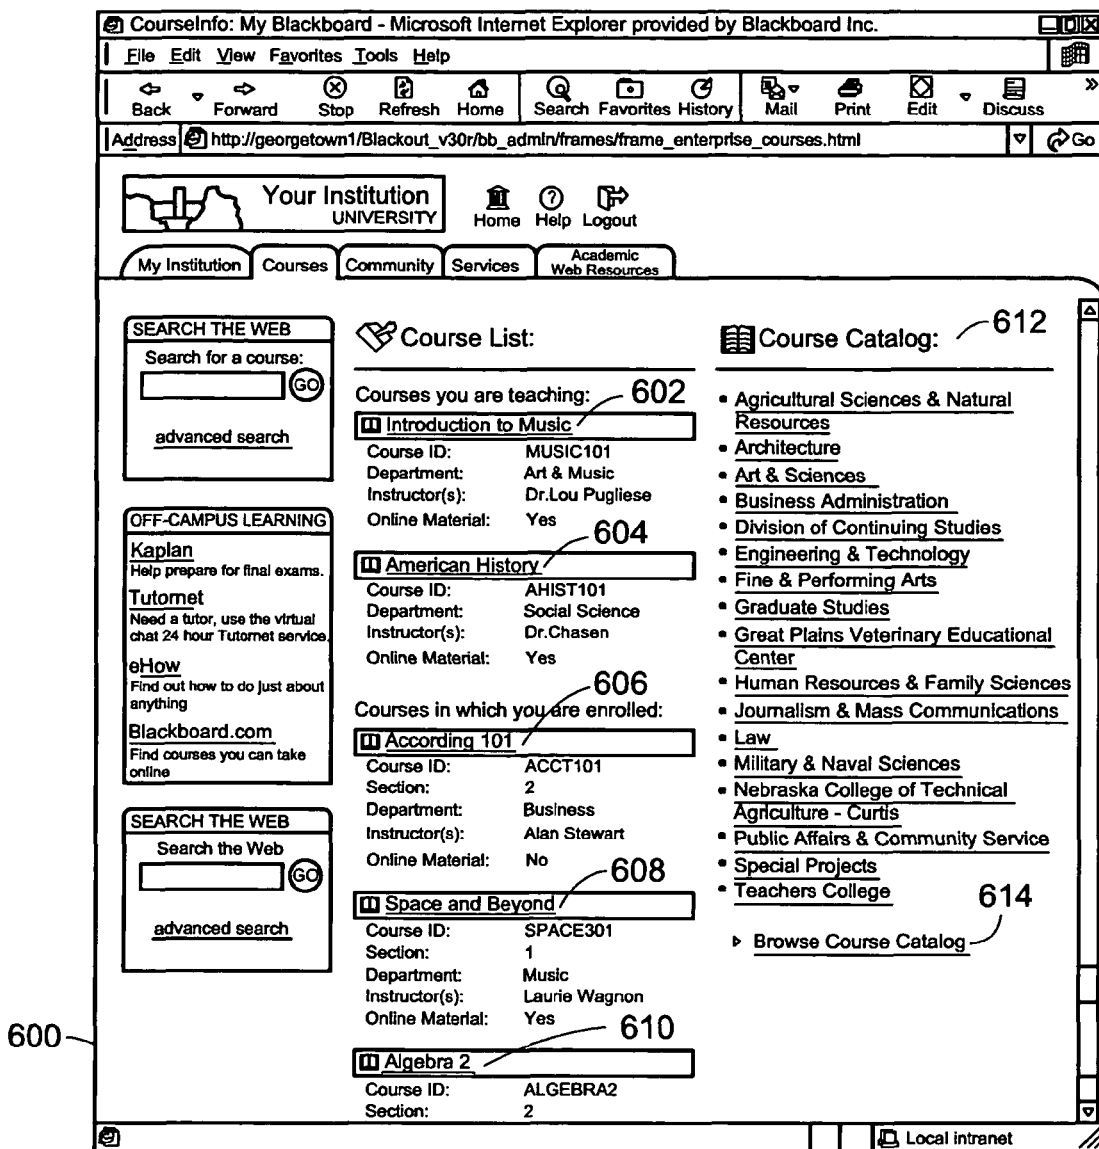 CourseInfo: My Blackboard - Microsoft Internet Explorer provided by Blackboard Inc.
File Edit View Favorites Tools Help
Back Forward Stop Refresh Home Search Favorites History Mail Print Edit Discuss »
Address http://georgetown1/Blackout_v30r/bb_admin/frames/frame_enterprise_courses.html Go
Your Institution
UNIVERSITY
Home Help Logout
My Institution Courses Community Services Academic Web Resources
SEARCH THE WEB
Search for a course:
GO
advanced search
OFF-CAMPUS LEARNING
Kaplan
Help prepare for final exams.
Tutornet
Need a tutor, use the virtual
chat 24 hour Tutornet service.
eHow
Find out how to do just about
anything
Blackboard.com
Find courses you can take
online
SEARCH THE WEB
Search the Web
GO
advanced search
Course List:
Courses you are teaching: 602
Introduction to Music
Course ID: MUSIC101
Department: Art & Music
Instructor(s): Dr.Lou Pugliese
Online Material: Yes
604
American History
Course ID: AHIST101
Department: Social Science
Instructor(s): Dr.Chasen
Online Material: Yes
606
Courses in which you are enrolled:
According 101
Course ID: ACCT101
Section: 2
Department: Business
Instructor(s): Alan Stewart
Online Material: No
608
Space and Beyond
Course ID: SPACE301
Section: 1
Department: Music
Instructor(s): Laurie Wagnon
Online Material: Yes
610
Algebra 2
Course ID: ALGEBRA2
Section: 2
Course Catalog: 612
• Agricultural Sciences & Natural
Resources
• Architecture
• Art & Sciences
• Business Administration
• Division of Continuing Studies
• Engineering & Technology
• Fine & Performing Arts
• Graduate Studies
• Great Plains Veterinary Educational
Center
• Human Resources & Family Sciences
• Journalism & Mass Communications
• Law
• Military & Naval Sciences
• Nebraska College of Technical
Agriculture - Curtis
• Public Affairs & Community Service
• Special Projects
• Teachers College
614
Browse Course Catalog
600
Local intranet